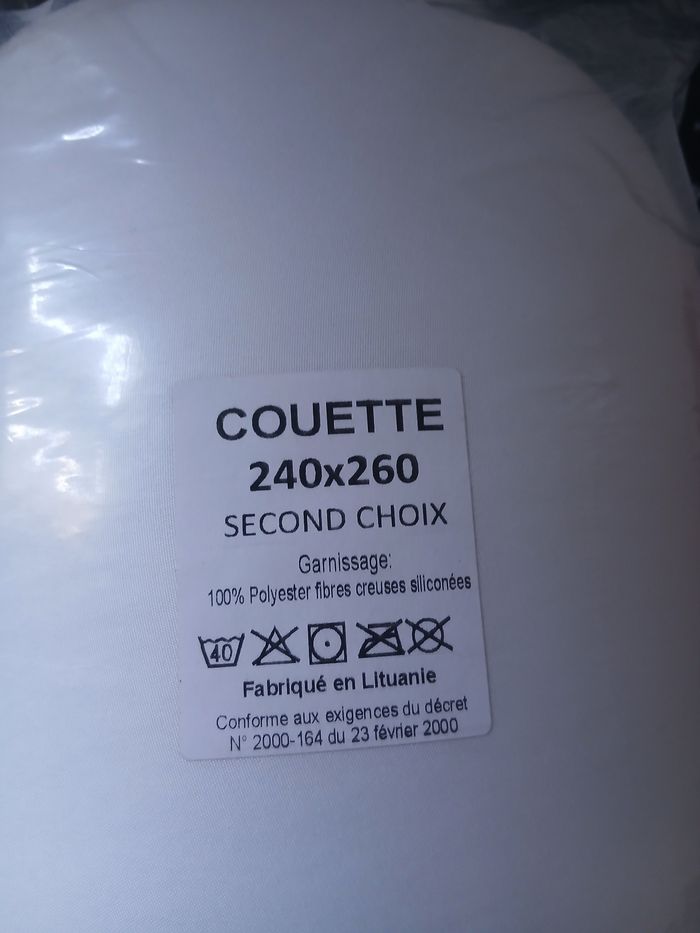 COUETTE
240x260
SECOND CHOIX
Garnissage:
100% Polyester fibres creuses siliconées
40
Fabriqué en Lituanie
Conforme aux exigences du décret
N° 2000-164 du 23 février 2000